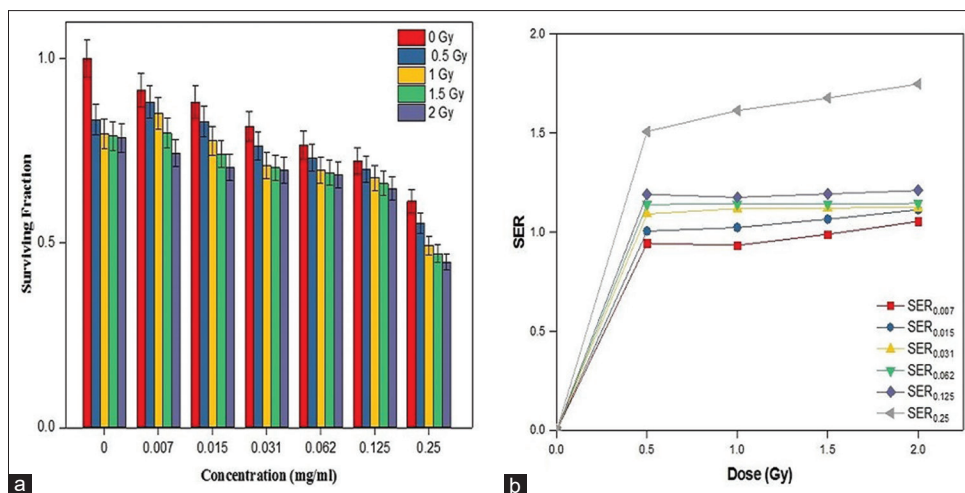 Surviving Fraction
1.0
0.5
0.0
0 Gy
0.5 Gy
1 Gy
1.5 Gy
2 Gy
0 0.007 0.015 0.031 0.062 0.125 0.25
Concentration (mg/ml)
a
SER
2.0
1.5
1.0
0.5
0.0
SER0.007
SER0.015
SER0.031
SER0.062
SER0.125
SER0.25
0.0 0.5 1.0 1.5 2.0
Dose (Gy)
b